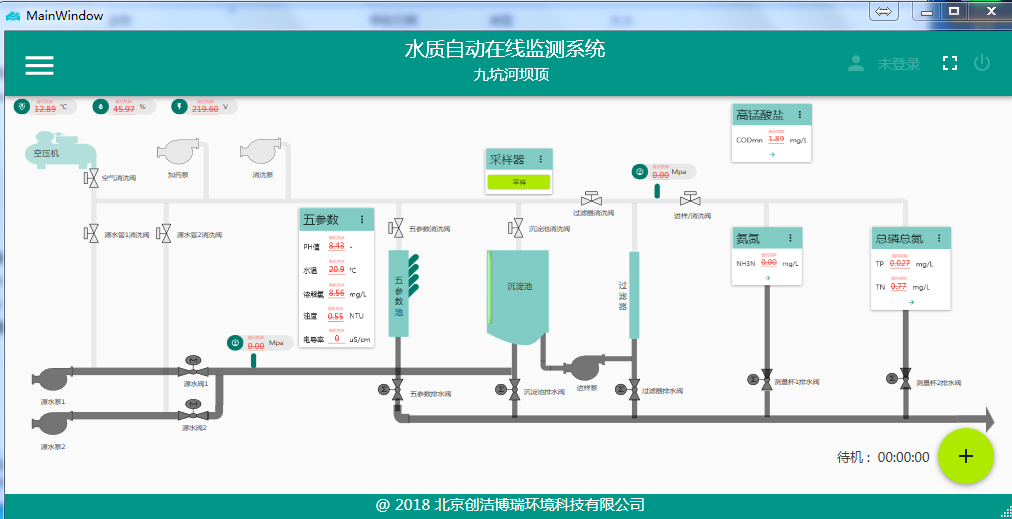 MainWindow
水质自动在线监测系统
九坑河坝顶
未登录
12.89 ℃
45.97 %
219.60 V
空压机
空气清洗阀
加药泵
清洗泵
采样器
采样
高锰酸盐
CODmn 1.89 mg/L
0.00 Mpa
过滤器清洗阀
进样/清洗阀
源水管1清洗阀
源水管2清洗阀
五参数
PH值 8.43 -
水温 20.9 ℃
溶解氧 8.56 mg/L
浊度 0.55 NTU
电导率 0 uS/cm
五参数清洗阀
沉淀池清洗阀
五参数池
沉淀池
过滤器
氨氮
NH3N 0.00 mg/L
总磷总氮
TP 0.027 mg/L
TN 0.77 mg/L
0.00 Mpa
源水泵1
源水阀1
源水泵2
源水阀2
五参数排水阀
沉淀池排水阀
进样泵
过滤器排水阀
测量杯1排水阀
测量杯2排水阀
待机： 00:00:00
@ 2018 北京创洁博瑞环境科技有限公司